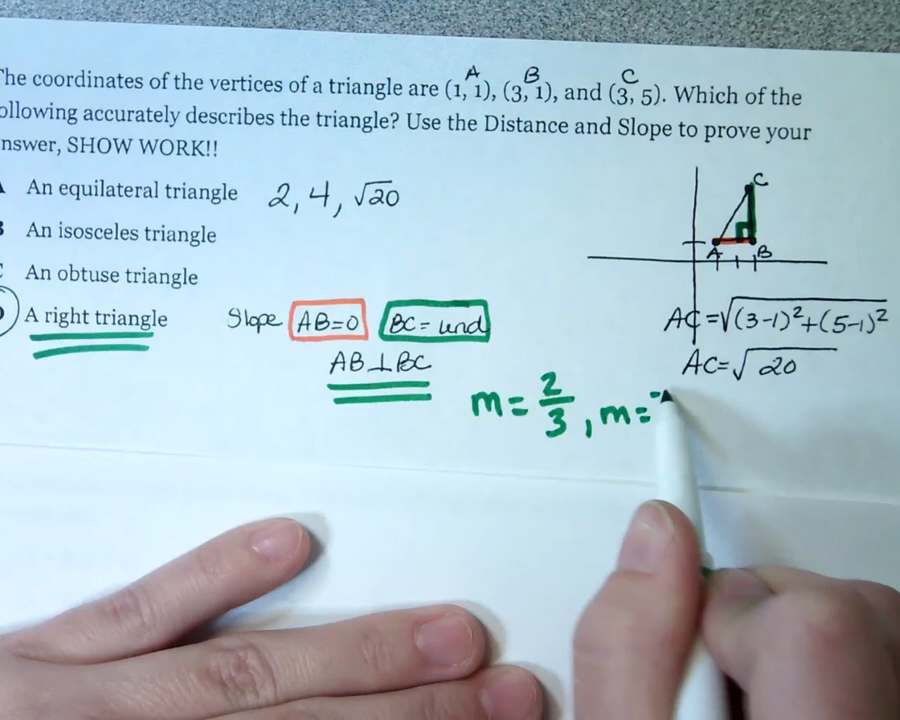 A B C
he coordinates of the vertices of a triangle are (1, 1), (3, 1), and (3, 5). Which of the
ollowing accurately describes the triangle? Use the Distance and Slope to prove your
nswer, SHOW WORK!!
An equilateral triangle 2, 4, √20
An isosceles triangle
An obtuse triangle
A right triangle
Slope AB=0 BC= und
AB⊥BC
C
A B
AC=√(3-1)²+(5-1)²
AC=√20
m= 2/3, m=